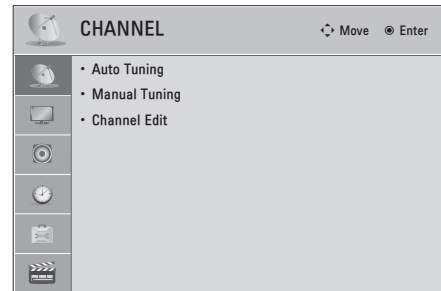 CHANNEL
Move
Enter
• Auto Tuning
• Manual Tuning
• Channel Edit